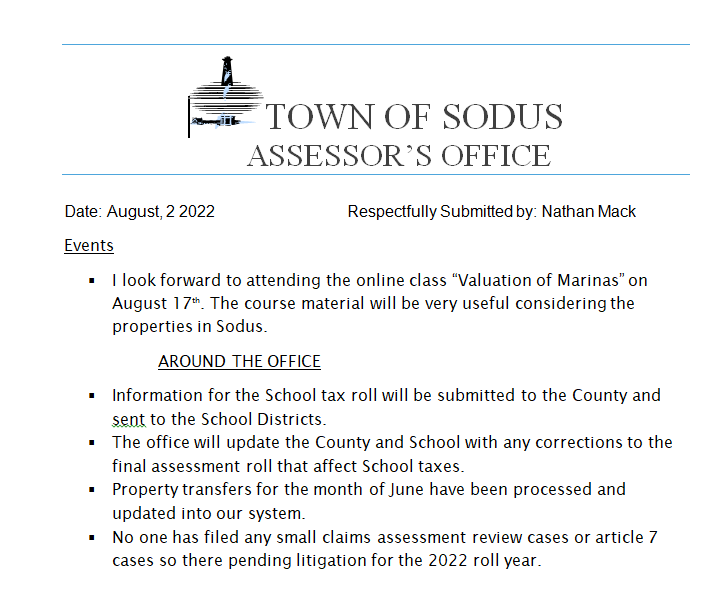 TOWN OF SODUS
ASSESSOR'S OFFICE
Date: August, 2 2022 Respectfully Submitted by: Nathan Mack
Events
▪ I look forward to attending the online class “Valuation of Marinas” on
August 17th. The course material will be very useful considering the
properties in Sodus.
AROUND THE OFFICE
▪ Information for the School tax roll will be submitted to the County and
sent to the School Districts.
▪ The office will update the County and School with any corrections to the
final assessment roll that affect School taxes.
▪ Property transfers for the month of June have been processed and
updated into our system.
▪ No one has filed any small claims assessment review cases or article 7
cases so there pending litigation for the 2022 roll year.